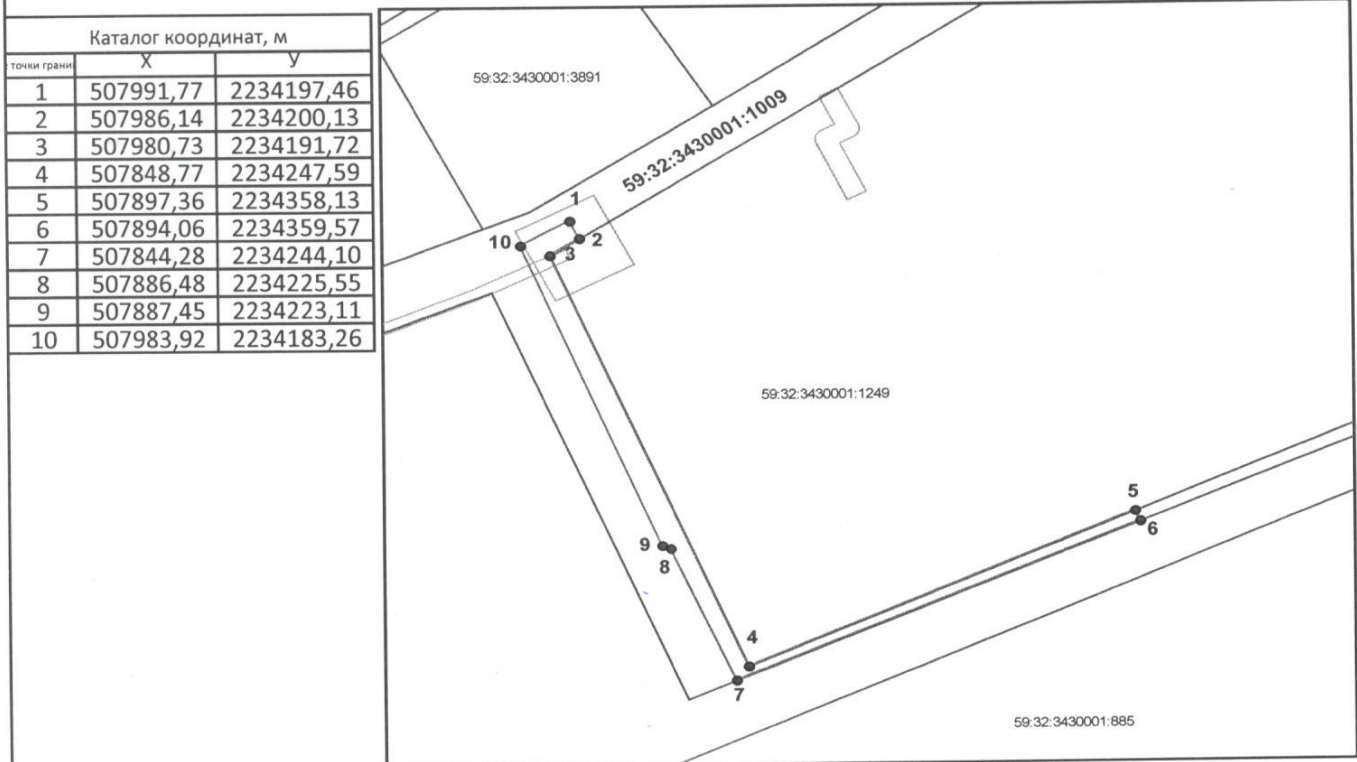 Каталог координат, м
точки грани X У
1 507991,77 2234197,46
2 507986,14 2234200,13
3 507980,73 2234191,72
4 507848,77 2234247,59
5 507897,36 2234358,13
6 507894,06 2234359,57
7 507844,28 2234244,10
8 507886,48 2234225,55
9 507887,45 2234223,11
10 507983,92 2234183,26
59:32:3430001:3891
59:32:3430001:1009
1
10
2
3
59:32:3430001:1249
5
6
9
8
4
7
59:32:3430001:885